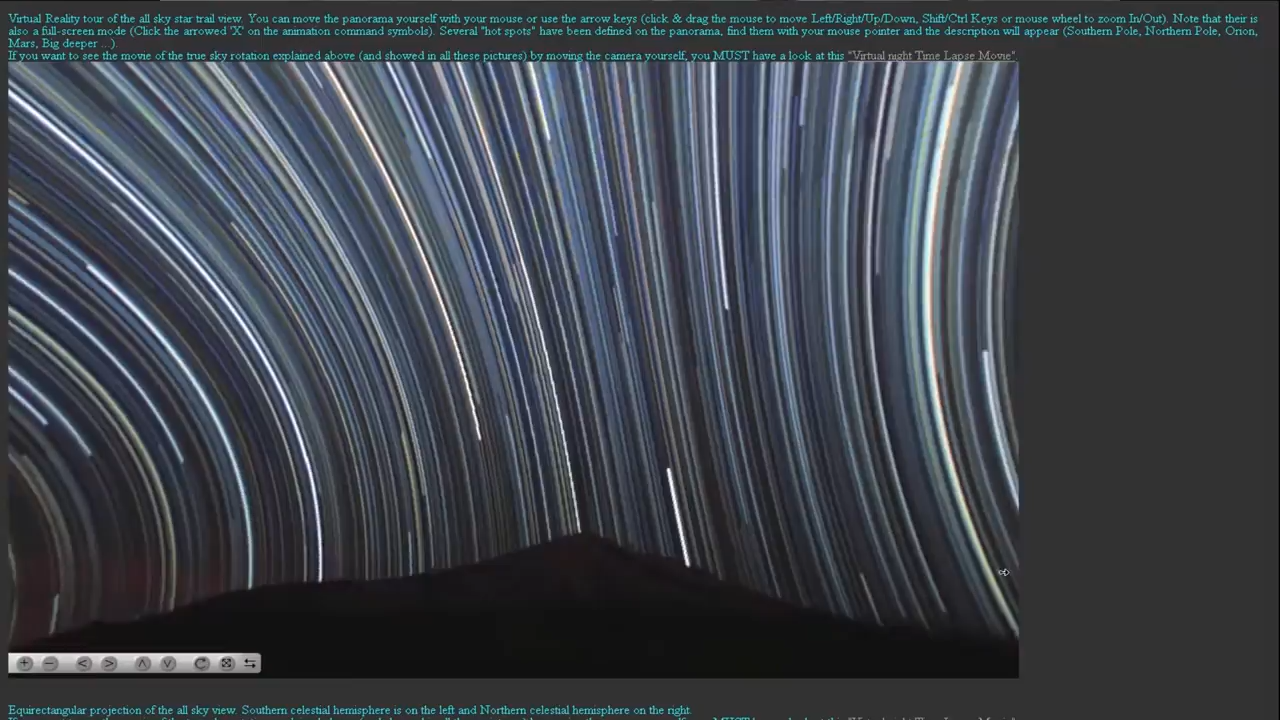 Virtual Reality tour of the all sky star trail view. You can move the panorama yourself with your mouse or use the arrow keys (click & drag the mouse to move Left/Right/Up/Down, Shift/Ctrl Keys or mouse wheel to zoom In/Out). Note that their is
also a full-screen mode (Click the arrowed 'X' on the animation command symbols). Several "hot spots" have been defined on the panorama, find them with your mouse pointer and the description will appear (Southern Pole, Northern Pole, Orion,
Mars, Big deeper ...).
If you want to see the movie of the true sky rotation explained above (and showed in all these pictures) by moving the camera yourself, you MUST have a look at this "Virtual night Time Lapse Movie".
Equirectangular projection of the all sky view. Southern celestial hemisphere is on the left and Northern celestial hemisphere on the right.